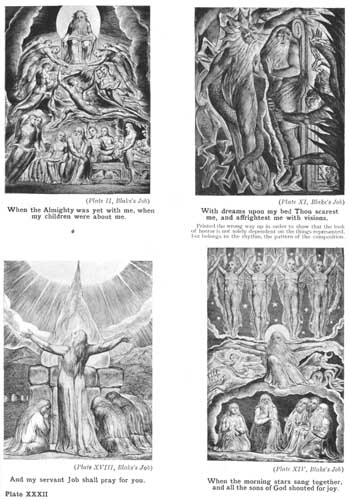 (Plate II, Blake's Job)
When the Almighty was yet with me, when
my children were about me.
(Plate XI, Blake's Job)
With dreams upon my bed Thou scarest
me, and affrightest me with visions.
Printed the wrong way up in order to show that the look
of horror is not solely dependent on the things represented,
but belongs to the rhythm, the pattern of the composition.
(Plate XVIII, Blake's Job)
And my servant Job shall pray for you.
(Plate XIV, Blake's Job)
When the morning stars sang together,
and all the sons of God shouted for joy.
Plate XXXII